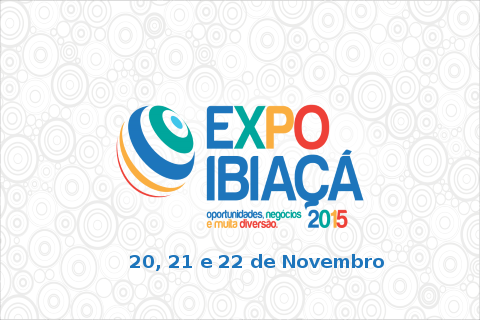 EXPO
IBIAÇÁ
oportunidades, negócios
e muita diversão.
2015
20, 21 e 22 de Novembro